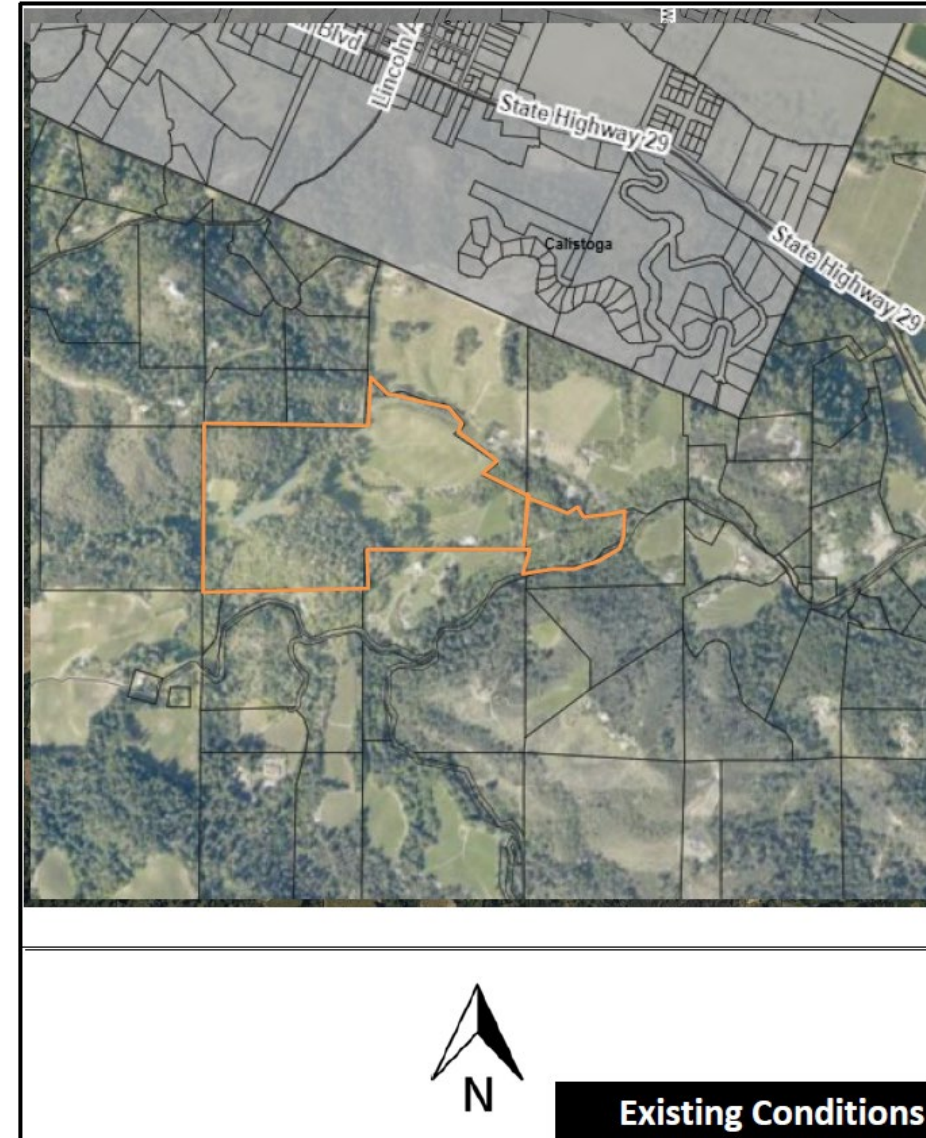 Blvd
Lincoln
State Highway 29
Calistoga
State Highway 29
N
Existing Conditions